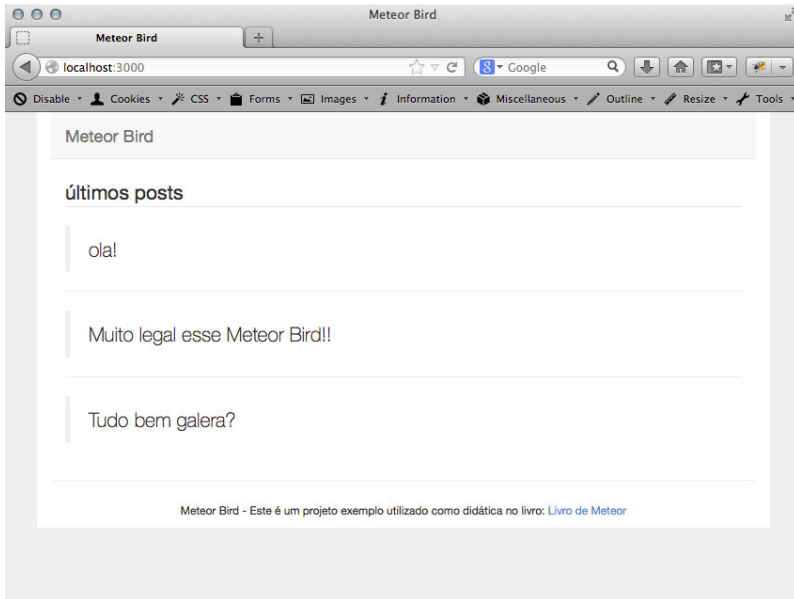 Meteor Bird
Meteor Bird
localhost:3000
Google
Disable Cookies CSS Forms Images Information Miscellaneous Outline Resize Tools
Meteor Bird
últimos posts
ola!
Muito legal esse Meteor Bird!!
Tudo bem galera?
Meteor Bird - Este é um projeto exemplo utilizado como didática no livro: Livro de Meteor